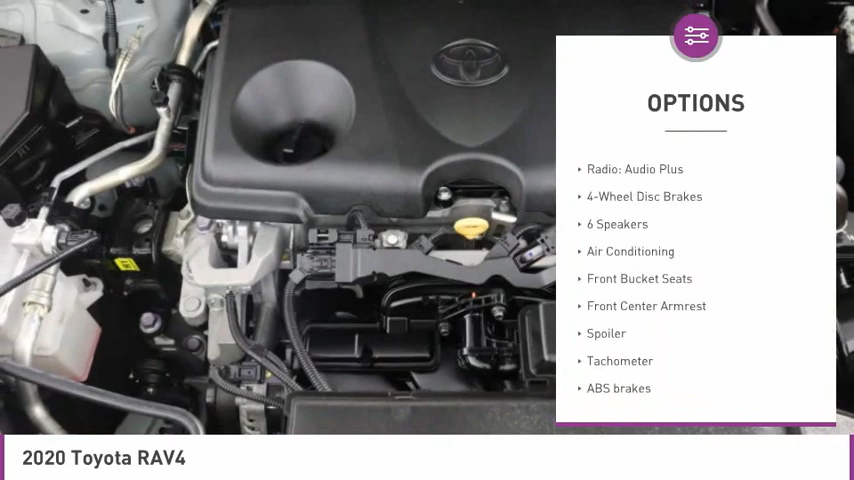 OPTIONS
Radio: Audio Plus
4-Wheel Disc Brakes
6 Speakers
Air Conditioning
Front Bucket Seats
Front Center Armrest
Spoiler
Tachometer
ABS brakes
2020 Toyota RAV4